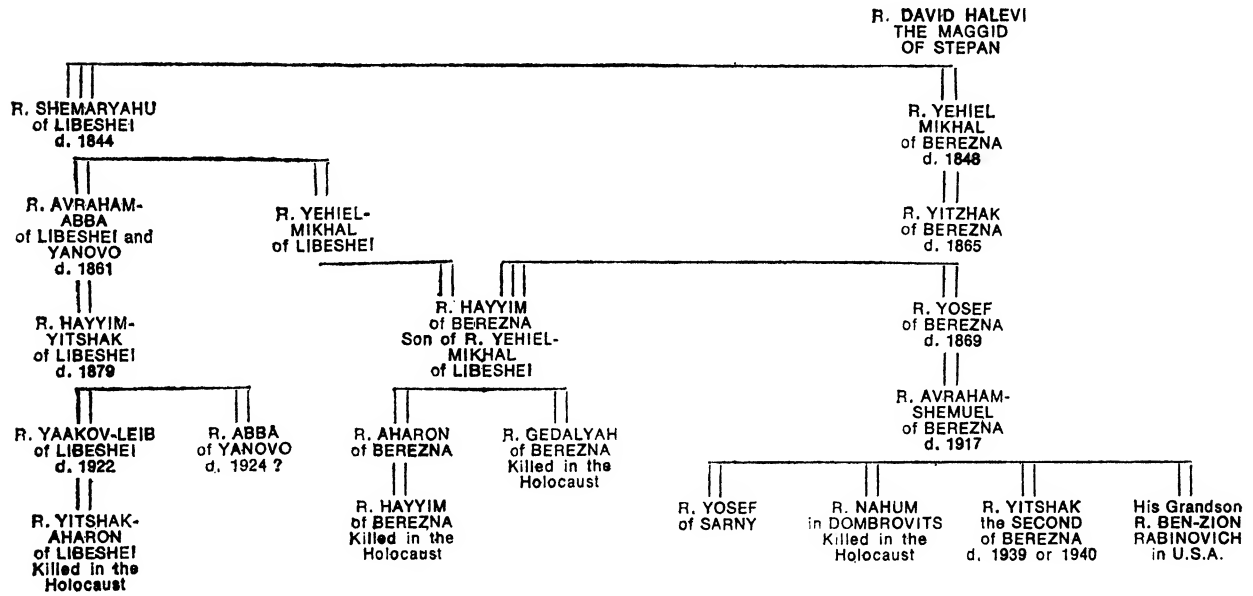 R. DAVID HALEVI
THE MAGGID
OF STEPAN
R. SHEMARYAHU
of LIBESHEI
d. 1844
R. YEHIEL
MIKHAL
of BEREZNA
d. 1848
R. AVRAHAM-
ABBA
of LIBESHEI and
YANOVO
d. 1861
R. YEHIEL-
MIKHAL
of LIBESHEI
R. YITZHAK
of BEREZNA
d. 1865
R. HAYYIM-
YITSHAK
of LIBESHEI
d. 1879
R. HAYYIM
of BEREZNA
Son of R. YEHIEL-
MIKHAL
of LIBESHEI
R. YOSEF
of BEREZNA
d. 1869
R. AVRAHAM-
SHEMUEL
of BEREZNA
d. 1917
R. YAAKOV-LEIB
of LIBESHEI
d. 1922
R. ABBA
of YANOVO
d. 1924 ?
R. AHARON
of BEREZNA
R. GEDALYAH
of BEREZNA
Killed in the
Holocaust
R. YITSHAK-
AHARON
of LIBESHEI
Killed in the
Holocaust
R. HAYYIM
of BEREZNA
Killed in the
Holocaust
R. YOSEF
of SARNY
R. NAHUM
in DOMBROVITS
Killed in the
Holocaust
R. YITSHAK
the SECOND
of BEREZNA
d. 1939 or 1940
His Grandson
R. BEN-ZION
RABINOVICH
in U.S.A.